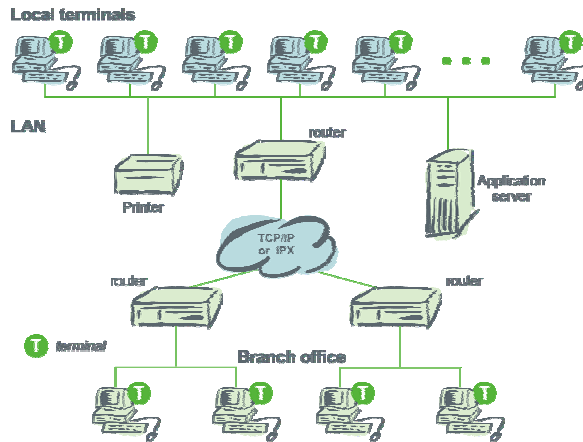 Local terminals
T T T T T T
LAN
router
Printer
Application
server
TCP/IP
or IPX
router
router
T terminal
Branch office
T T T T